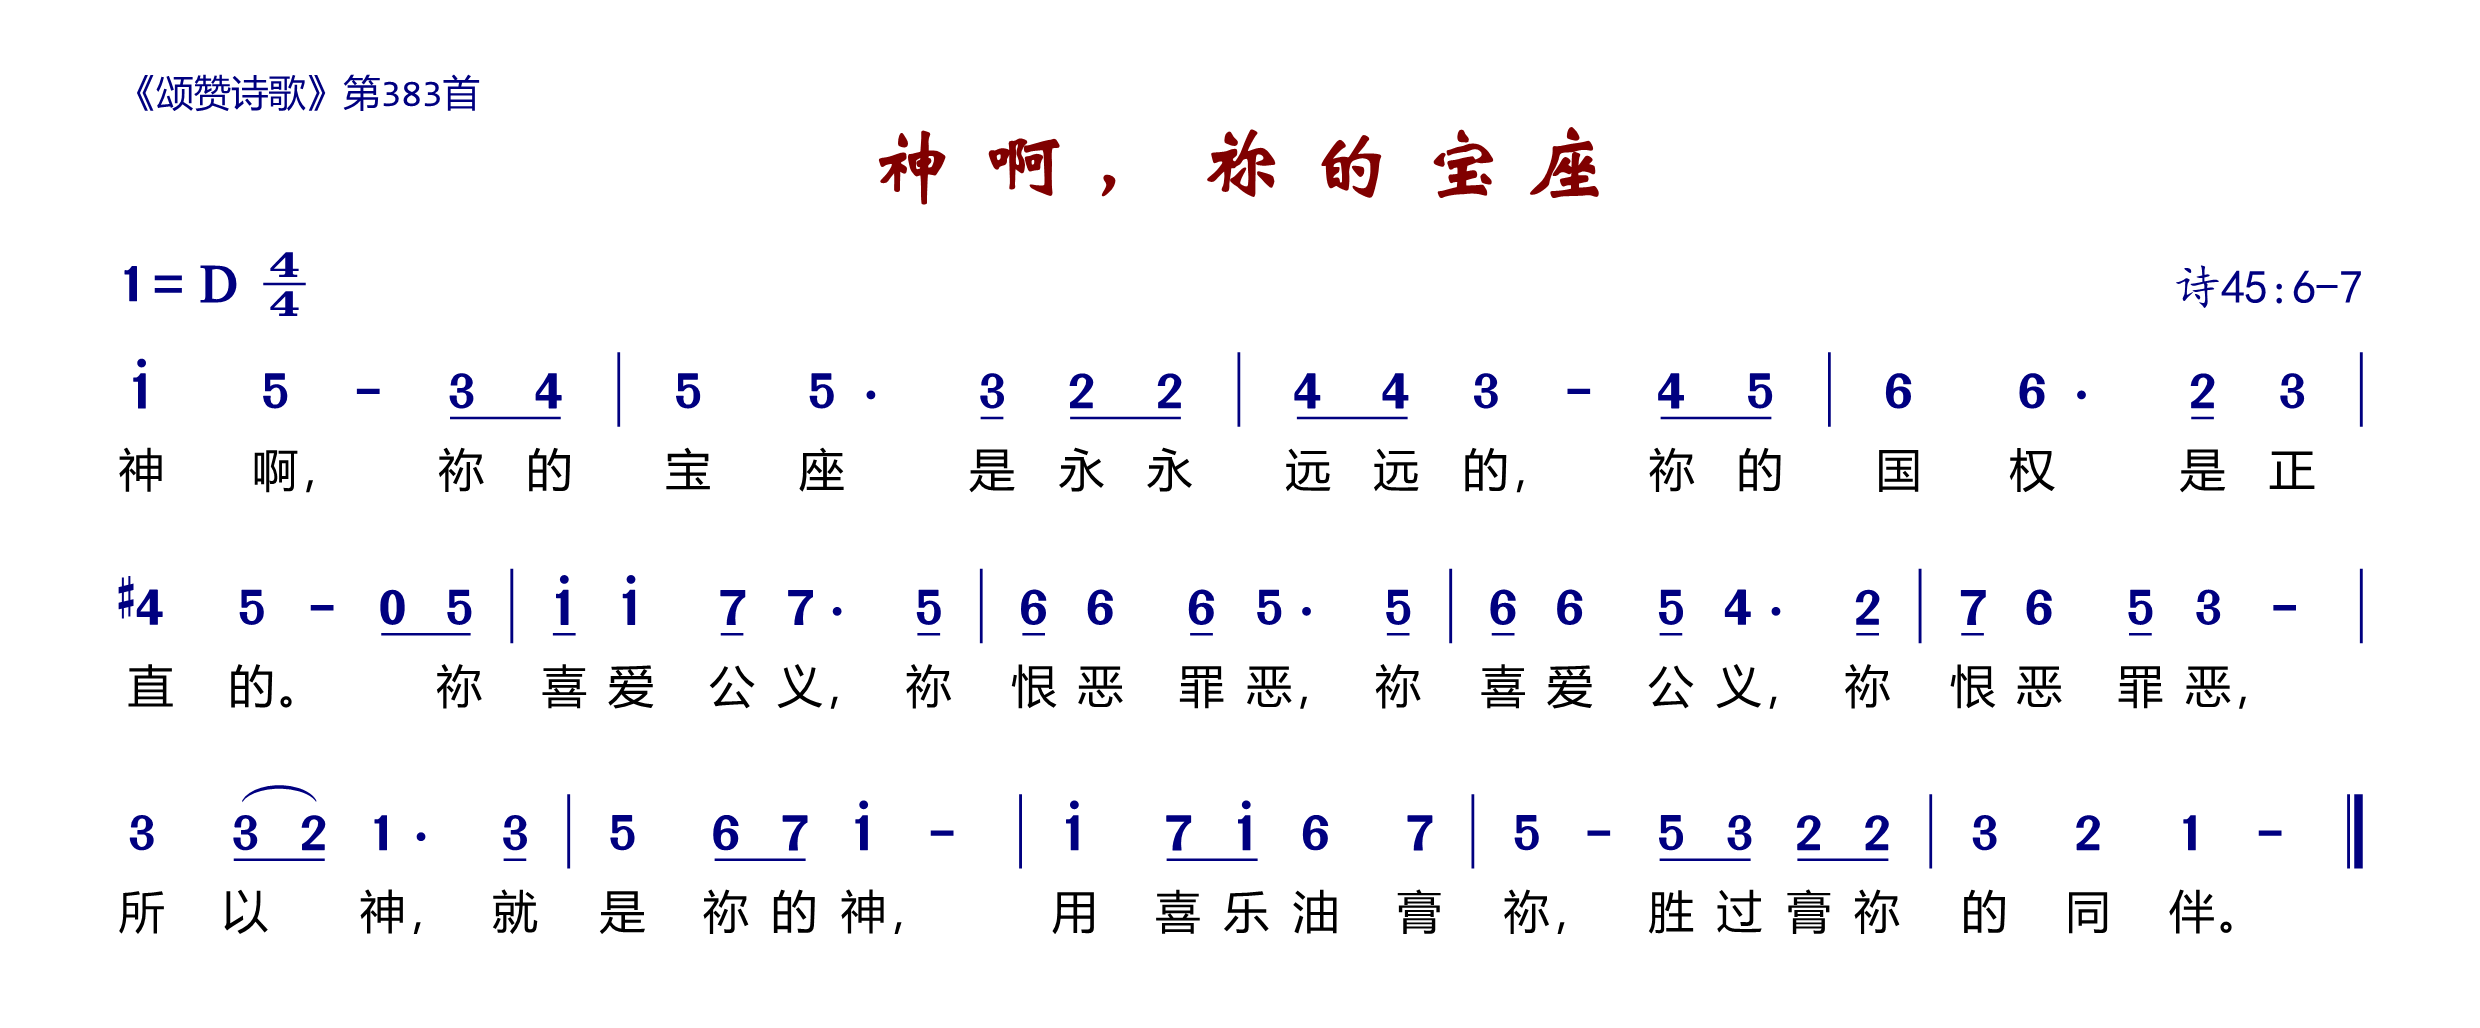 《颂赞诗歌》第383首
神啊，祢的宝座
1=D 4/4
诗45:6-7
i 5 - 3 4 | 5 5 . 3 2 2 | 4 4 3 - 4 5 | 6 6 . 2 3 |
神 啊， 祢 的 宝 座 是 永 永 远 远 的， 祢 的 国 权 是 正
#4 5 - 0 5 | i i 7 7 . 5 | 6 6 6 5 . 5 | 6 6 5 4 . 2 | 7 6 5 3 - |
直 的。 祢 喜 爱 公 义， 祢 恨 恶 罪 恶， 祢 喜 爱 公 义， 祢 恨 恶 罪 恶，
3 3 2 1 . 3 | 5 6 7 i - | i 7 i 6 7 | 5 - 5 3 2 2 | 3 2 1 - ‖
所 以 神， 就 是 祢 的 神， 用 喜 乐 油 膏 祢， 胜 过 膏 祢 的 同 伴。